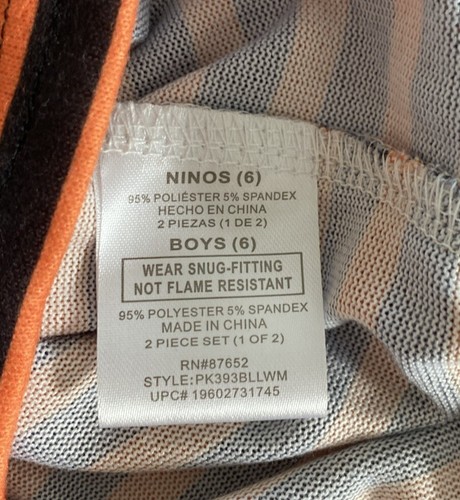 NINOS (6)
95% POLIÉSTER 5% SPANDEX
HECHO EN CHINA
2 PIEZAS (1 DE 2)
BOYS (6)
WEAR SNUG-FITTING
NOT FLAME RESISTANT
95% POLYESTER 5% SPANDEX
MADE IN CHINA
2 PIECE SET (1 OF 2)
RN#87652
STYLE:PK393BLLWM
UPC# 19602731745